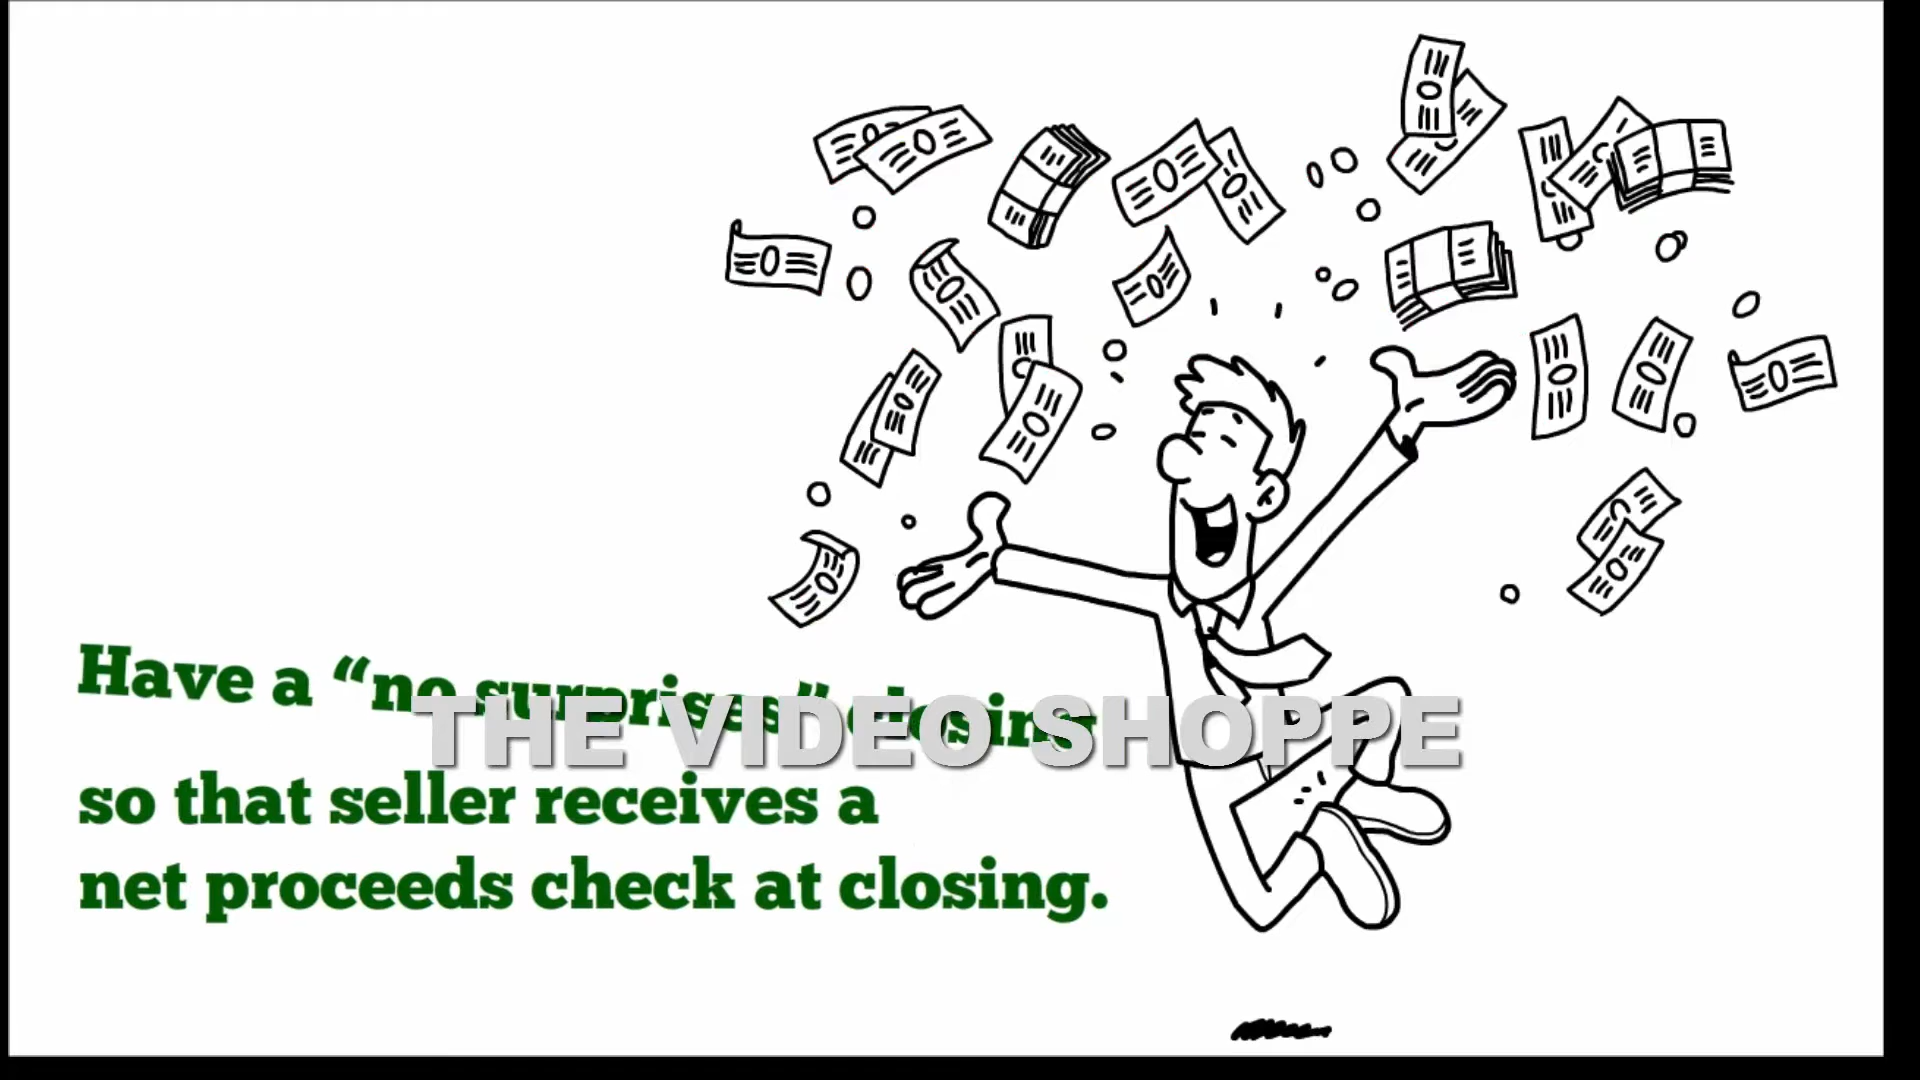 Have a “no surprises” closing
THE VIDEO SHOPPE
so that seller receives a
net proceeds check at closing.